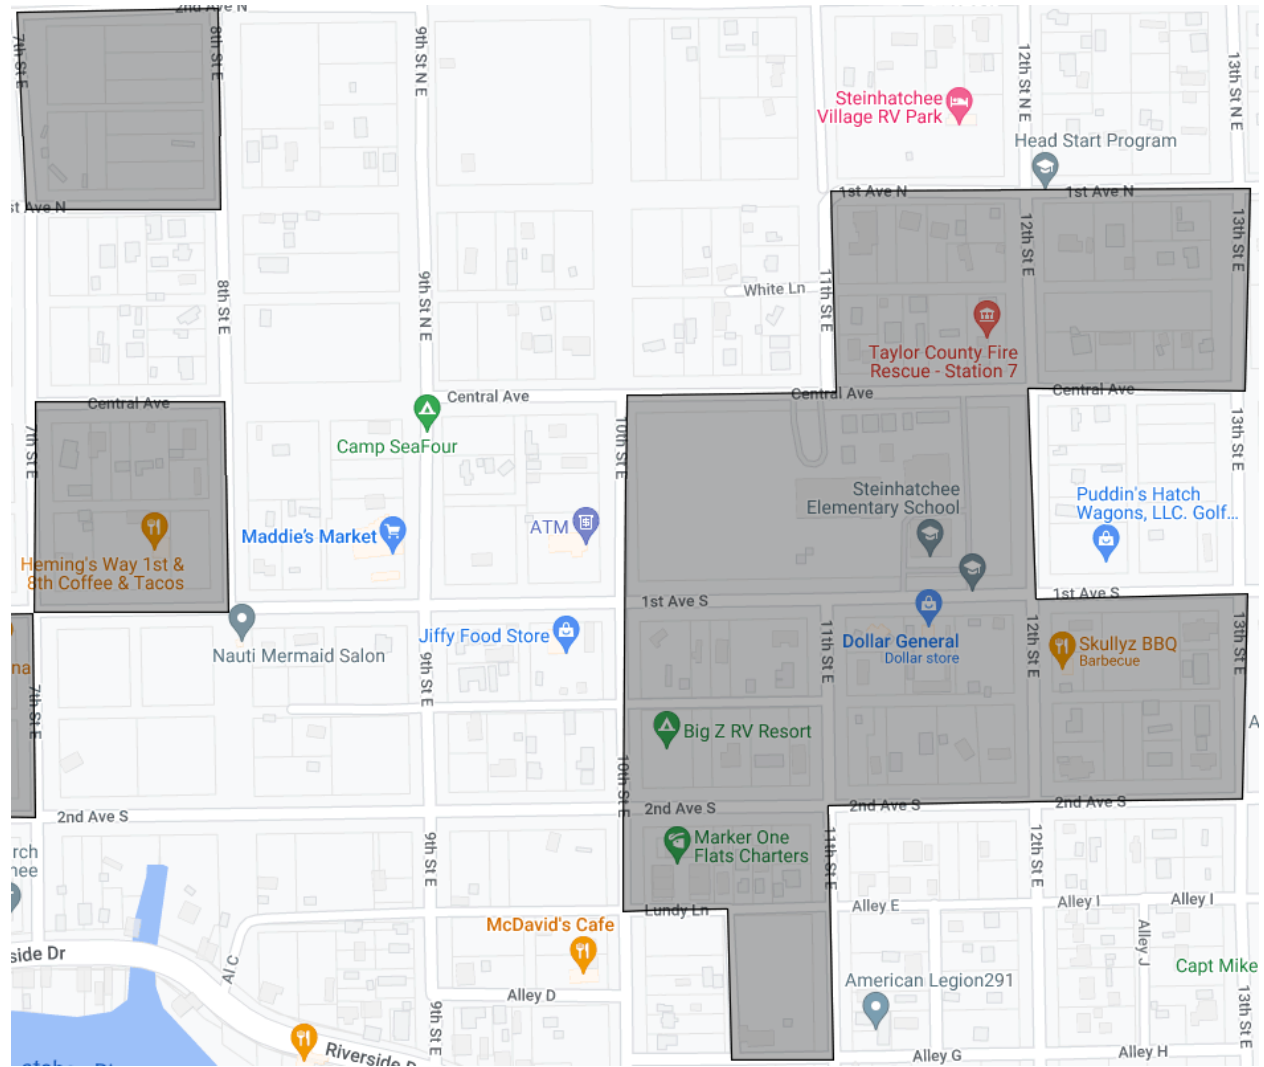 2nd Ave N
7th St E
8th St E
9th St N E
12th St N E
13th St N E
Steinhatchee
Village RV Park
Head Start Program
st Ave N
1st Ave N
1st Ave N
8th St E
9th St N E
White Ln
11th St E
12th St E
13th St E
Taylor County Fire
Rescue - Station 7
Central Ave
Central Ave
Central Ave
Central Ave
7th St E
Camp SeaFour
10th St E
13th St E
Steinhatchee
Elementary School
Puddin's Hatch
Wagons, LLC. Golf...
Maddie's Market
ATM
Heming's Way 1st &
8th Coffee & Tacos
1st Ave S
1st Ave S
Nauti Mermaid Salon
Jiffy Food Store
11th St E
Dollar General
Dollar store
12th St E
Skullyz BBQ
Barbecue
13th St E
na
7th St E
9th St E
Big Z RV Resort
A
10th St E
2nd Ave S
2nd Ave S
2nd Ave S
2nd Ave S
rch
nee
9th St E
Marker One
Flats Charters
11th St E
12th St E
Lundy Ln
Alley E
Alley I
Alley I
McDavid's Cafe
side Dr
Al C
Alley J
Capt Mike
Alley D
American Legion291
9th St E
13th St E
Riverside D
Alley G
Alley H